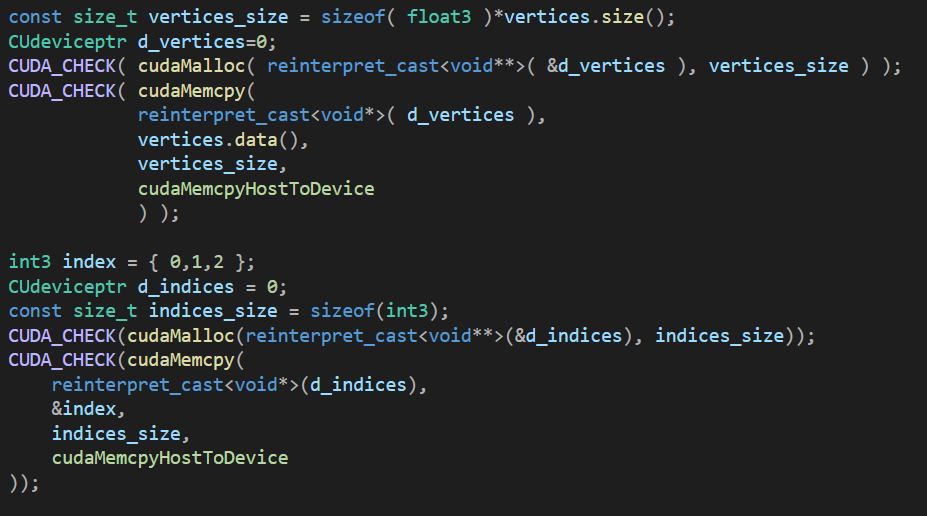 const size_t vertices_size = sizeof( float3 )*vertices.size();
CUdeviceptr d_vertices=0;
CUDA_CHECK( cudaMalloc( reinterpret_cast<void**>( &d_vertices ), vertices_size ) );
CUDA_CHECK( cudaMemcpy(
            reinterpret_cast<void*>( d_vertices ),
            vertices.data(),
            vertices_size,
            cudaMemcpyHostToDevice
            ) );

int3 index = { 0,1,2 };
CUdeviceptr d_indices = 0;
const size_t indices_size = sizeof(int3);
CUDA_CHECK(cudaMalloc(reinterpret_cast<void**>(&d_indices), indices_size));
CUDA_CHECK(cudaMemcpy(
    reinterpret_cast<void*>(d_indices),
    &index,
    indices_size,
    cudaMemcpyHostToDevice
));